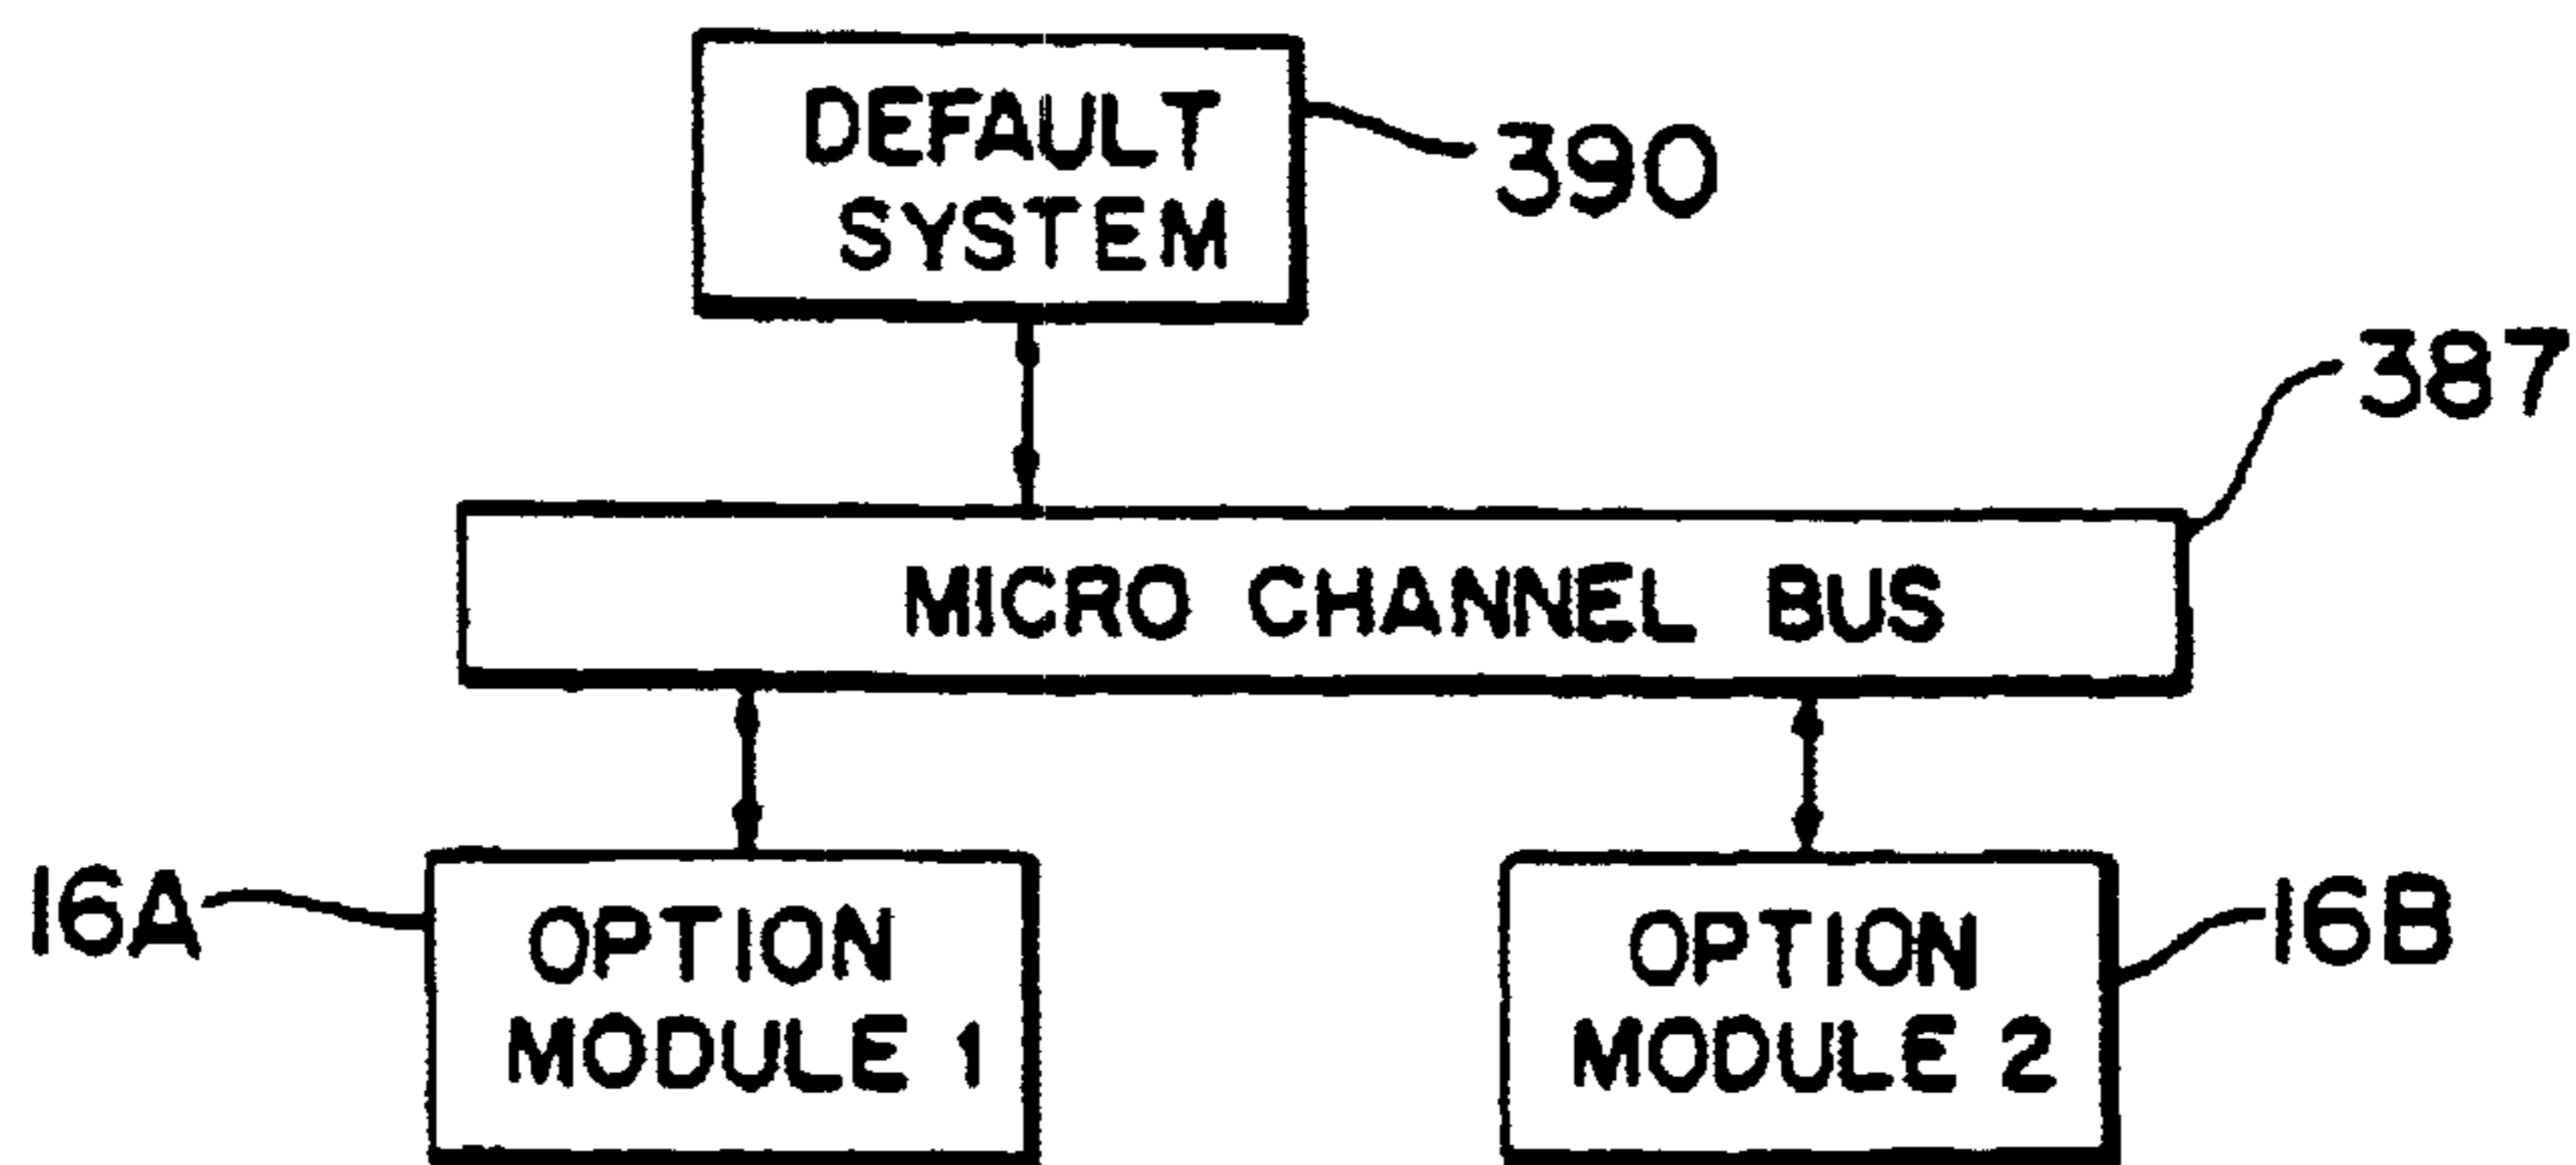 DEFAULT
SYSTEM
390
387
MICRO CHANNEL BUS
16A
OPTION
MODULE 1
OPTION
MODULE 2
16B